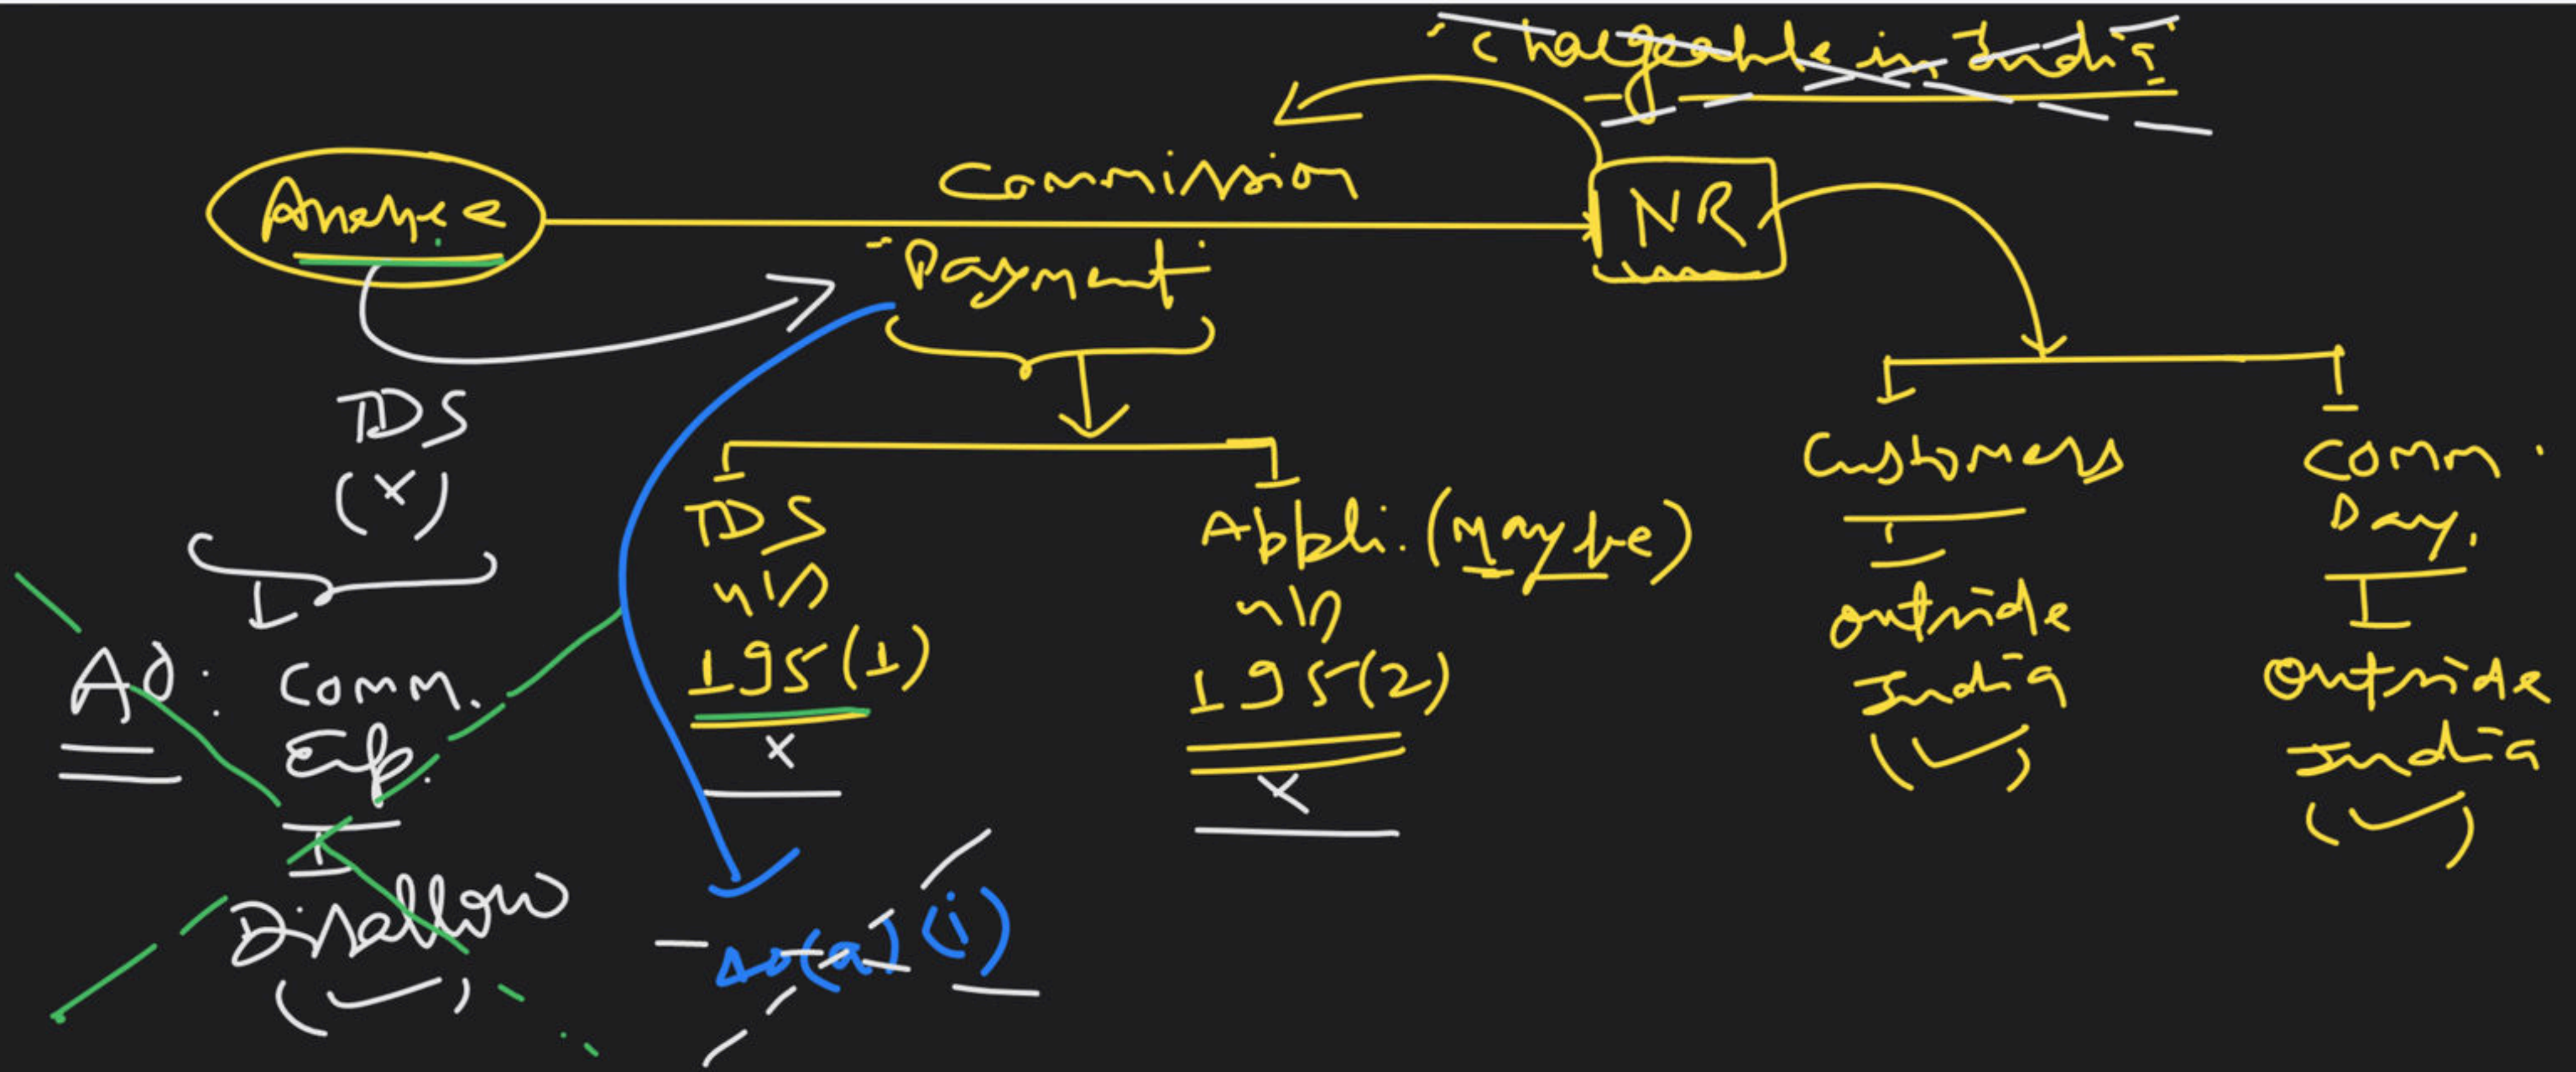 "Chargeable in India"
Assessee
Commission
Payment
NR
TDS
(x)
AO:
Comm.
Exp.
Disallow
(✓)
TDS
u/s
195(1)
x
Appli. (Maybe)
u/s
195(2)
x
40(a)(i)
Customers
outside
India
(✓)
Comm.
Pay.
outside
India
(✓)